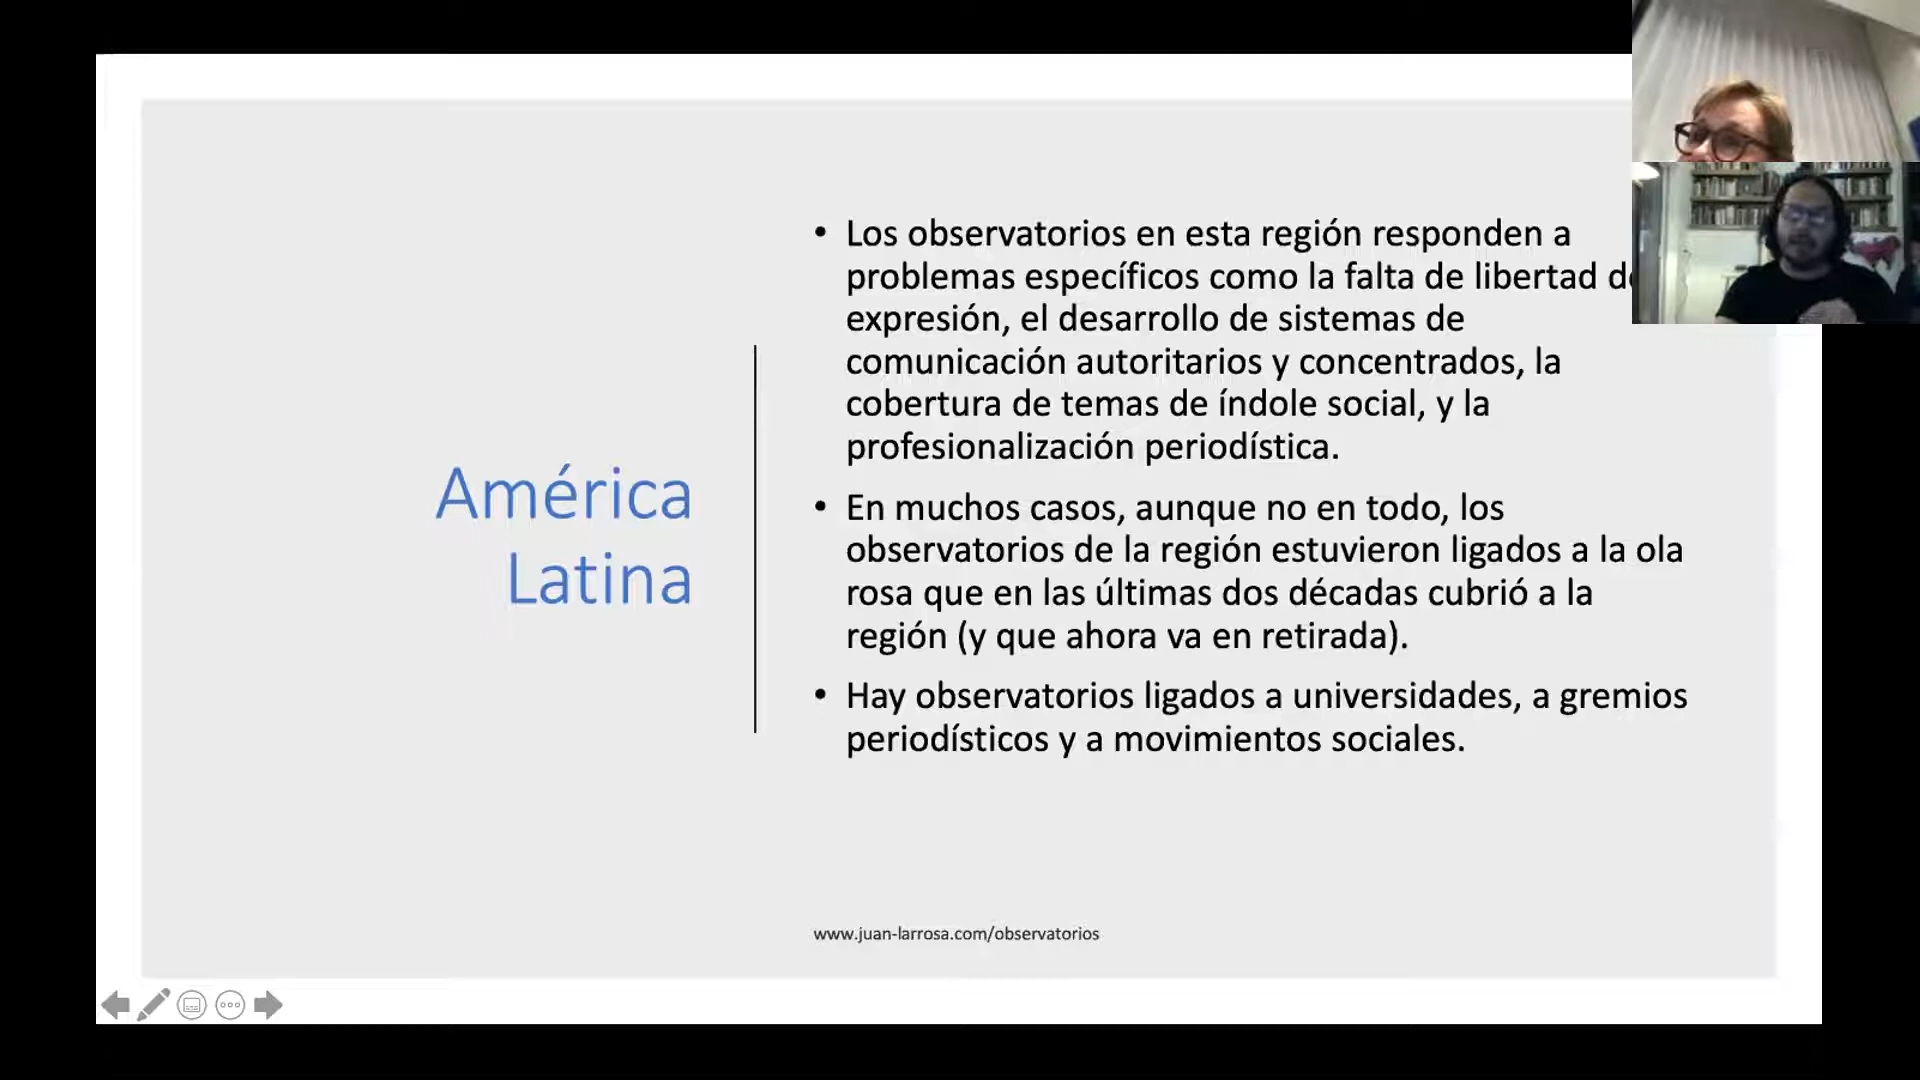 América
Latina
• Los observatorios en esta región responden a
problemas específicos como la falta de libertad
expresión, el desarrollo de sistemas de
comunicación autoritarios y concentrados, la
cobertura de temas de índole social, y la
profesionalización periodística.
• En muchos casos, aunque no en todo, los
observatorios de la región estuvieron ligados a la ola
rosa que en las últimas dos décadas cubrió a la
región (y que ahora va en retirada).
• Hay observatorios ligados a universidades, a gremios
periodísticos y a movimientos sociales.
www.juan-larrosa.com/observatorios